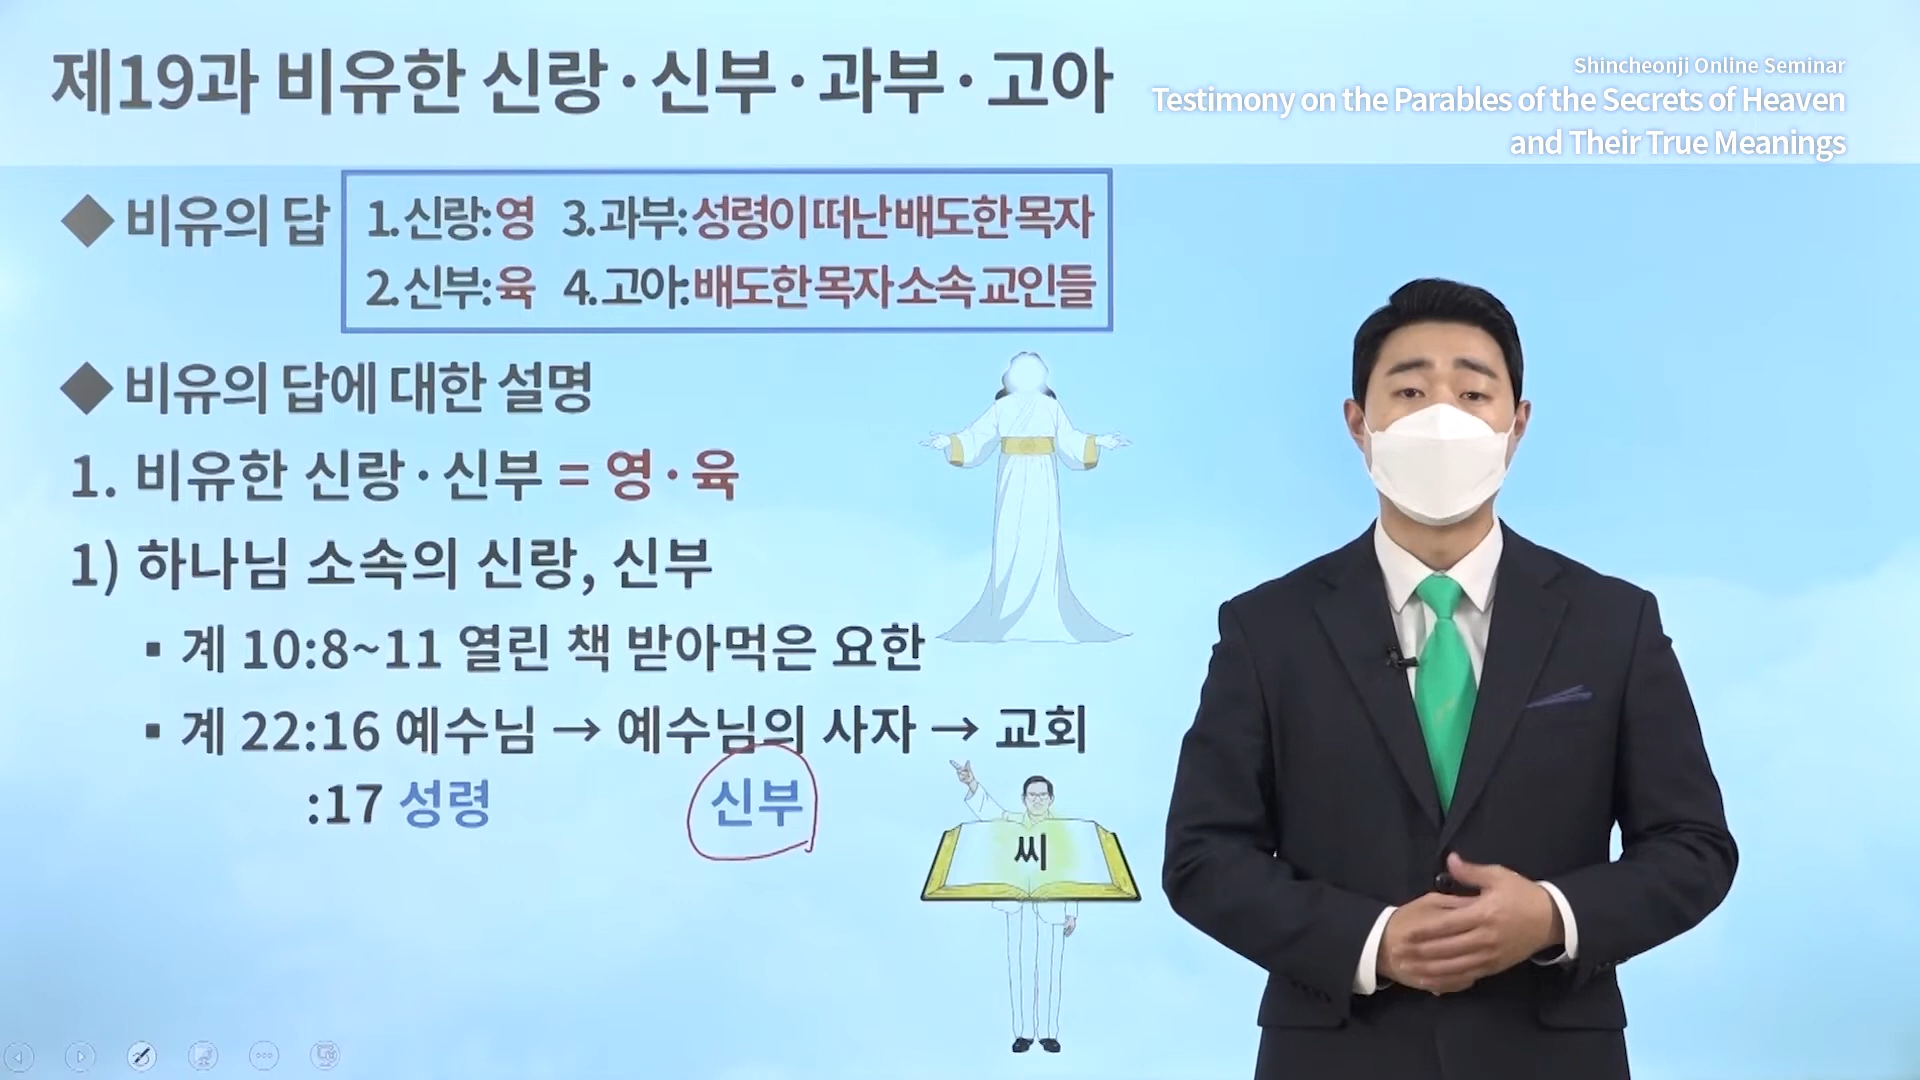 제19과 비유한 신랑·신부·과부·고아
Shincheonji Online Seminar
Testimony on the Parables of the Secrets of Heaven
and Their True Meanings
◆ 비유의 답
1. 신랑: 영 3. 과부: 성령이 떠난 배도한 목자
2. 신부: 육 4. 고아: 배도한 목자 소속 교인들
◆ 비유의 답에 대한 설명
1. 비유한 신랑·신부 = 영·육
1) 하나님 소속의 신랑, 신부
▪ 계 10:8~11 열린 책 받아먹은 요한
▪ 계 22:16 예수님 → 예수님의 사자 → 교회
:17 성령 신부
씨